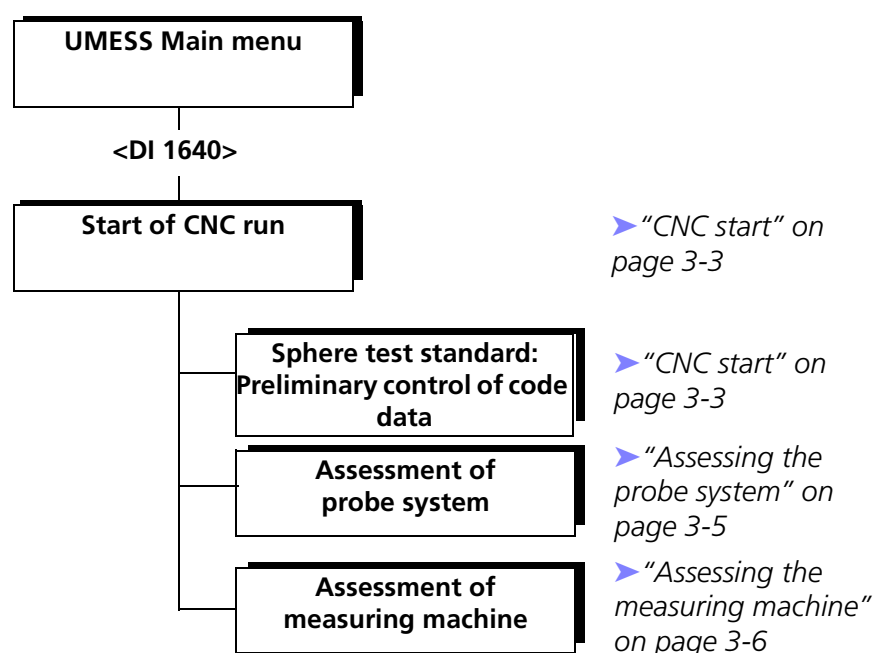 UMESS Main menu
<DI 1640>
Start of CNC run
➤ “CNC start” on
page 3-3
Sphere test standard:
Preliminary control of code
data
➤ “CNC start” on
page 3-3
Assessment of
probe system
➤ “Assessing the
probe system” on
page 3-5
Assessment of
measuring machine
➤ “Assessing the
measuring machine”
on page 3-6